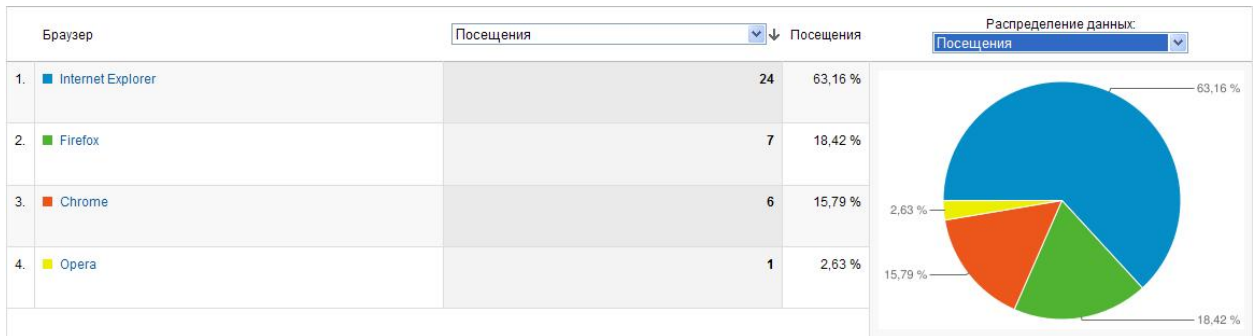 Браузер
Посещения
Посещения
Распределение данных:
Посещения
1. Internet Explorer 24 63,16 %
2. Firefox 7 18,42 %
3. Chrome 6 15,79 %
4. Opera 1 2,63 %
63,16 %
2,63 %
15,79 %
18,42 %